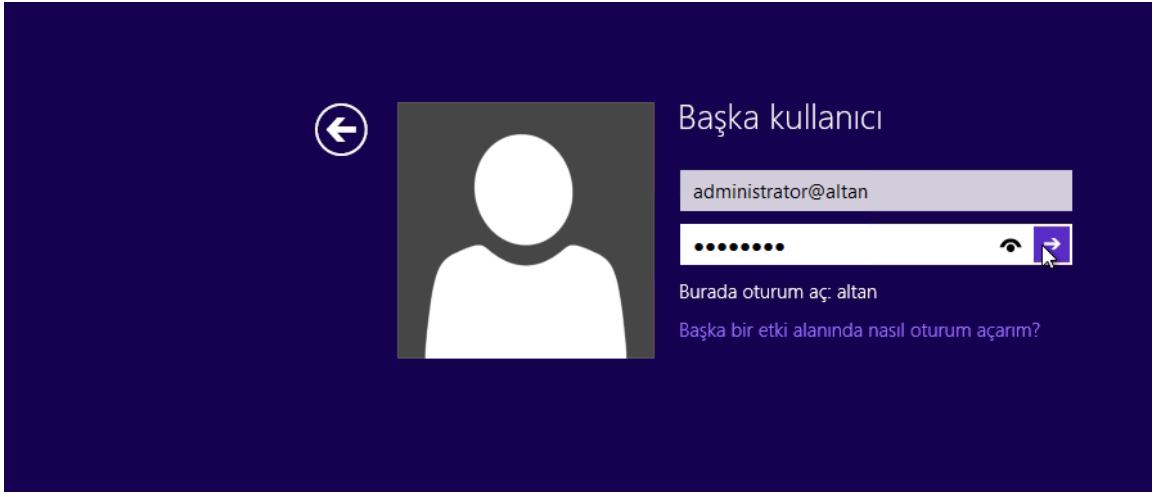 Başka kullanıcı
administrator@altan
Burada oturum aç: altan
Başka bir etki alanında nasıl oturum açarım?